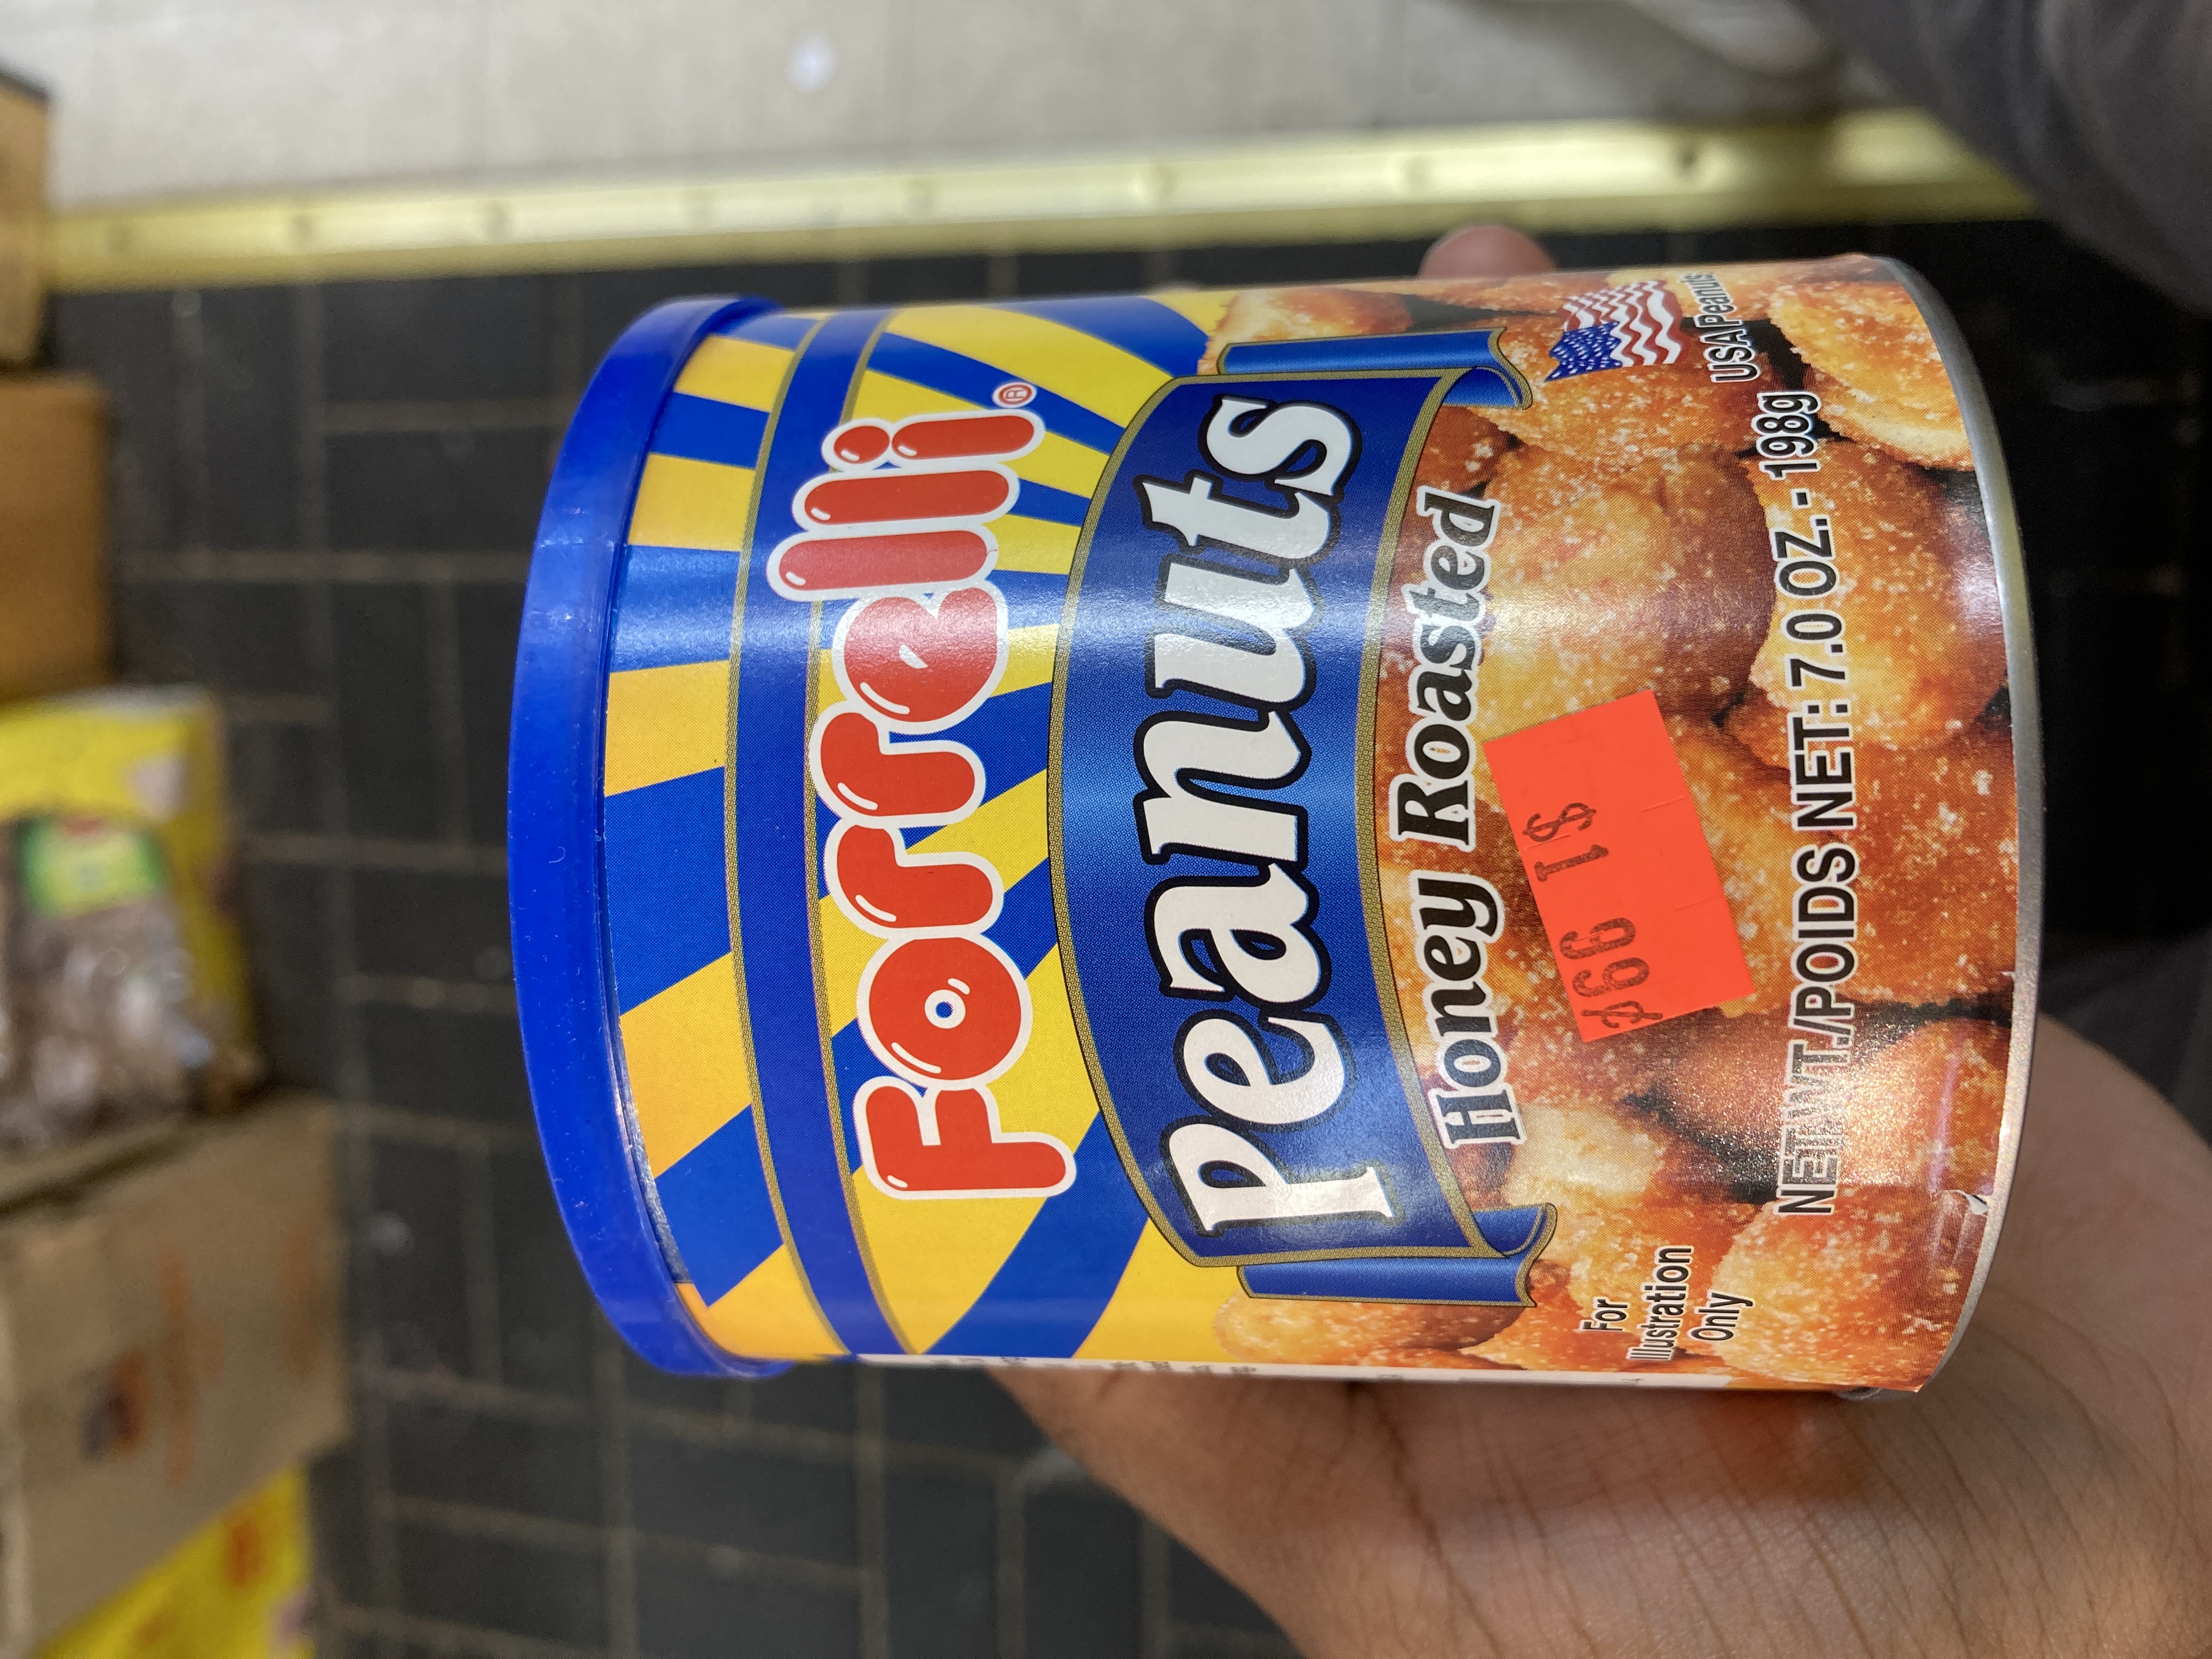 Forrelli®
Peanuts
Honey Roasted
$1 99¢
For
Illustration
Only
USA Peanuts
NET WT./POIDS NET: 7.0 OZ. - 198g